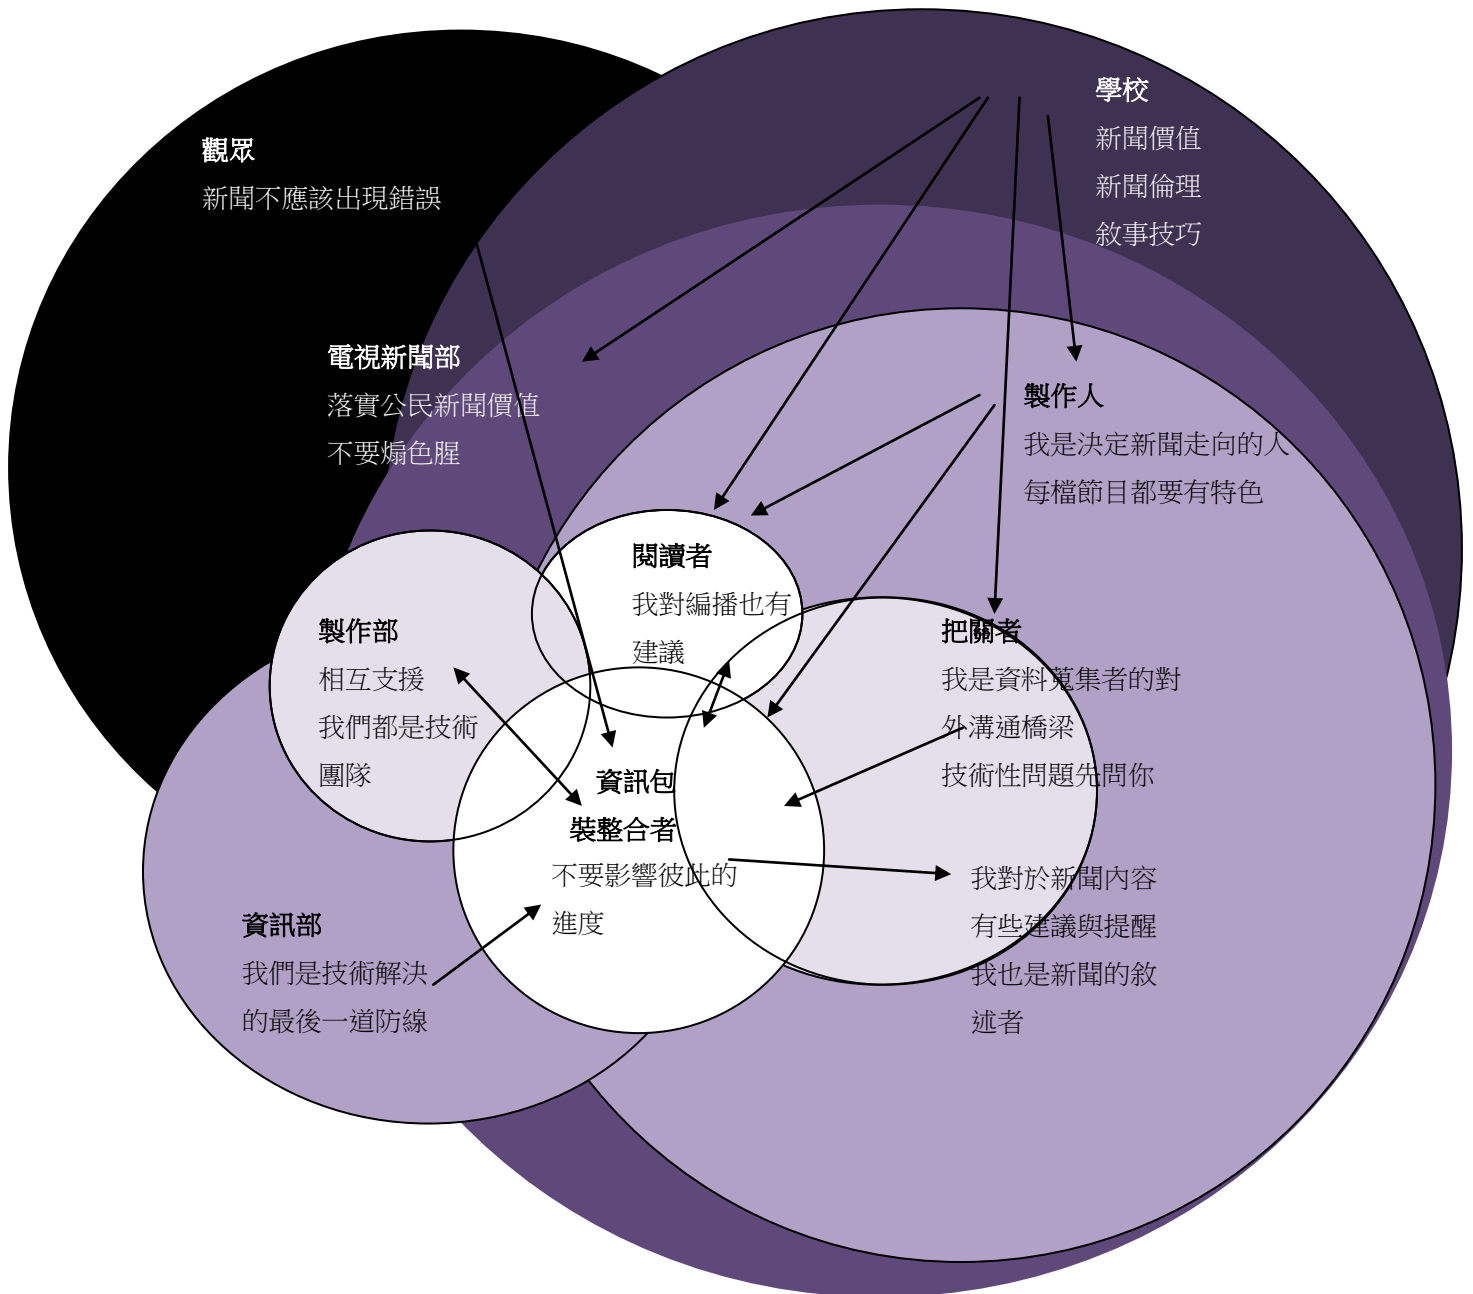 學校
新聞價值
新聞倫理
敘事技巧
觀眾
新聞不應該出現錯誤
電視新聞部
落實公民新聞價值
不要煽色腥
製作人
我是決定新聞走向的人
每檔節目都要有特色
閱讀者
我對編播也有
建議
製作部
相互支援
我們都是技術
團隊
把關者
我是資料蒐集者的對
外溝通橋梁
技術性問題先問你
資訊包
裝整合者
不要影響彼此的
進度
我對於新聞內容
有些建議與提醒
我也是新聞的敘
述者
資訊部
我們是技術解決
的最後一道防線